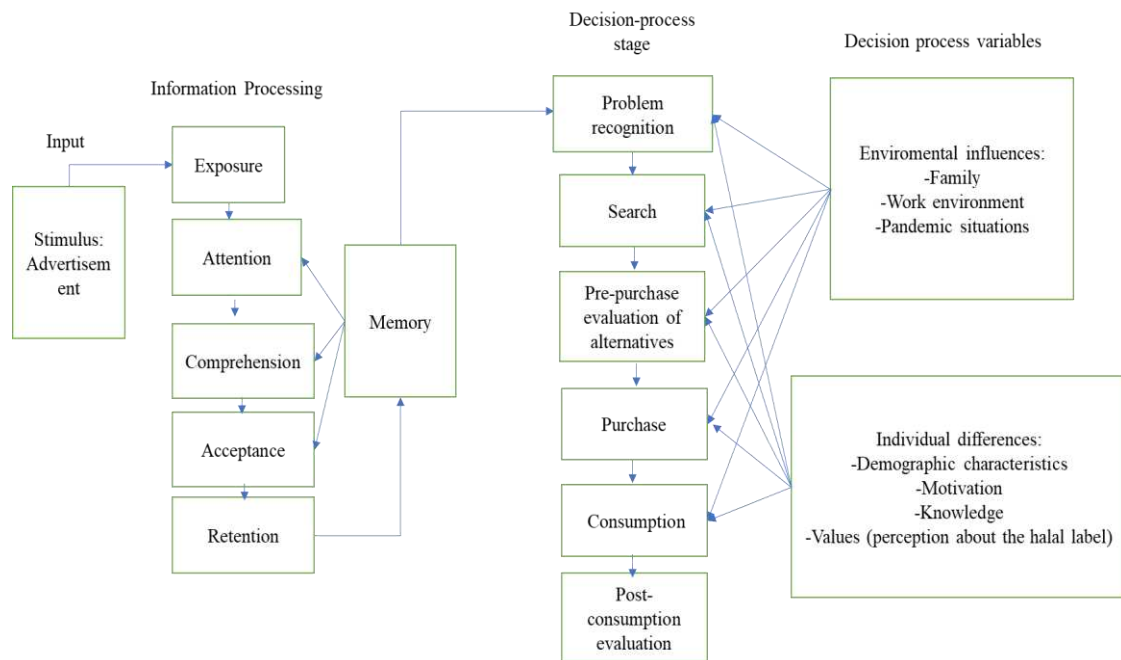 Input
Stimulus:
Advertisem
ent
Information Processing
Exposure
Attention
Comprehension
Acceptance
Retention
Memory
Decision-process
stage
Problem
recognition
Search
Pre-purchase
evaluation of
alternatives
Purchase
Consumption
Post-
consumption
evaluation
Decision process variables
Enviromental influences:
-Family
-Work environment
-Pandemic situations
Individual differences:
-Demographic characteristics
-Motivation
-Knowledge
-Values (perception about the halal label)